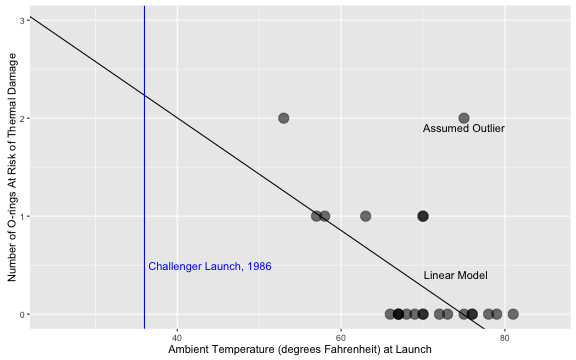 3
2
1
0
Number of O-rings At Risk of Thermal Damage
Assumed Outlier
Challenger Launch, 1986
Linear Model
40
60
80
Ambient Temperature (degrees Fahrenheit) at Launch